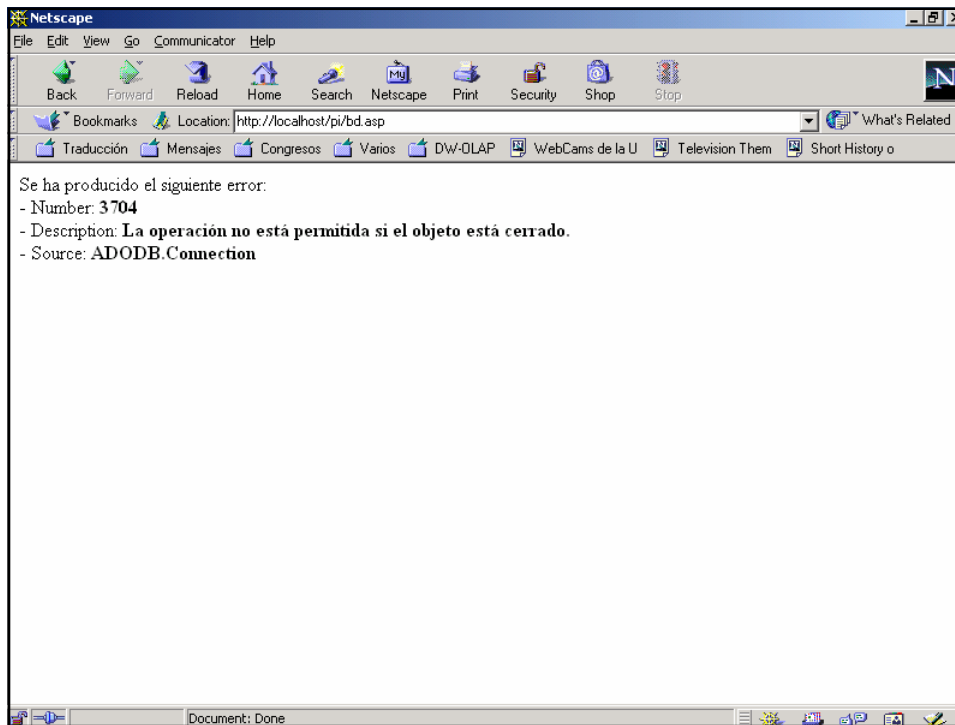 Netscape
File Edit View Go Communicator Help
Back Forward Reload Home Search Netscape Print Security Shop Stop
My
N
Bookmarks Location: http://localhost/pi/bd.asp What's Related
Traducción Mensajes Congresos Varios DW-OLAP WebCams de la U Television Them Short History o
Se ha producido el siguiente error:
- Number: 3704
- Description: La operación no está permitida si el objeto está cerrado.
- Source: ADODB.Connection
Document: Done